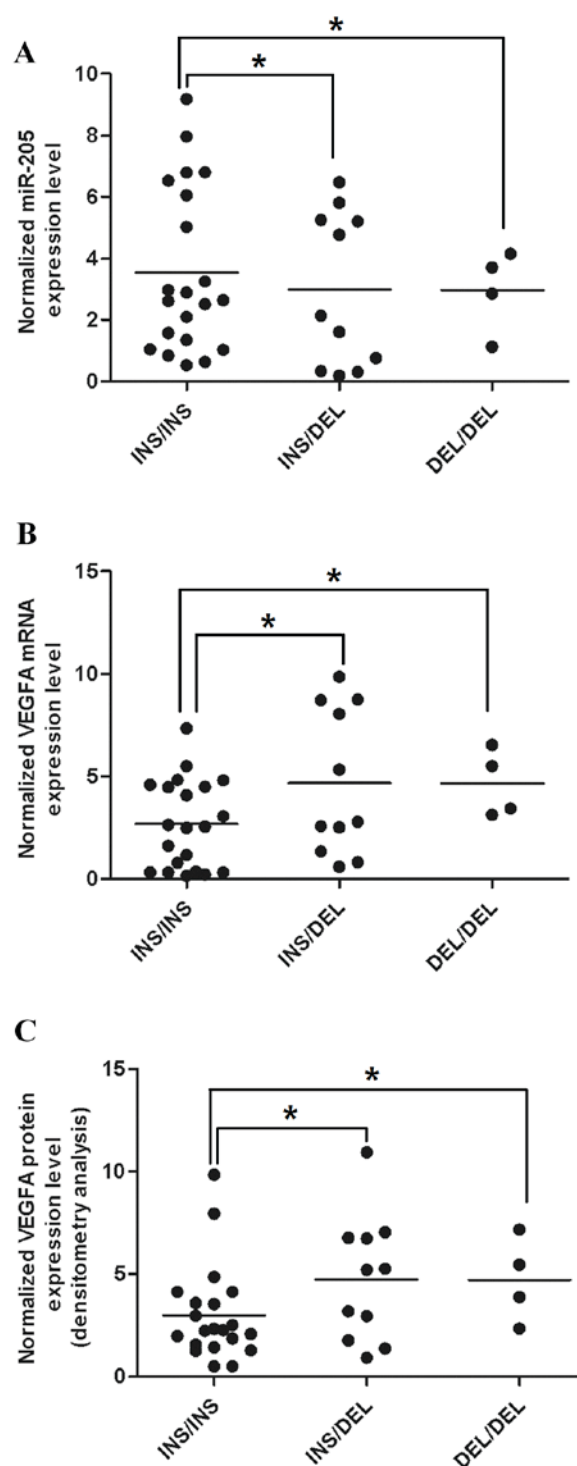 A
*
*
Normalized miR-205
expression level
10
8
6
4
2
0
INS/INS
INS/DEL
DEL/DEL
B
*
*
Normalized VEGFA mRNA
expression level
15
10
5
0
INS/INS
INS/DEL
DEL/DEL
C
*
*
Normalized VEGFA protein
expression level
(densitometry analysis)
15
10
5
0
INS/INS
INS/DEL
DEL/DEL